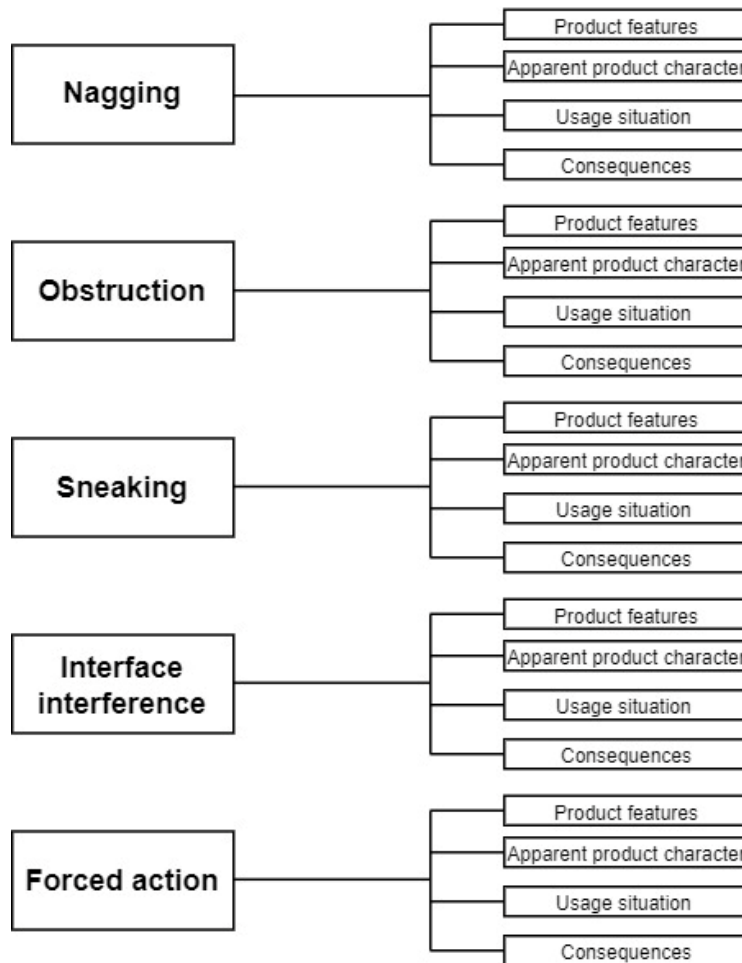 Nagging
Product features
Apparent product character
Usage situation
Consequences
Obstruction
Product features
Apparent product character
Usage situation
Consequences
Sneaking
Product features
Apparent product character
Usage situation
Consequences
Interface
interference
Product features
Apparent product character
Usage situation
Consequences
Forced action
Product features
Apparent product character
Usage situation
Consequences